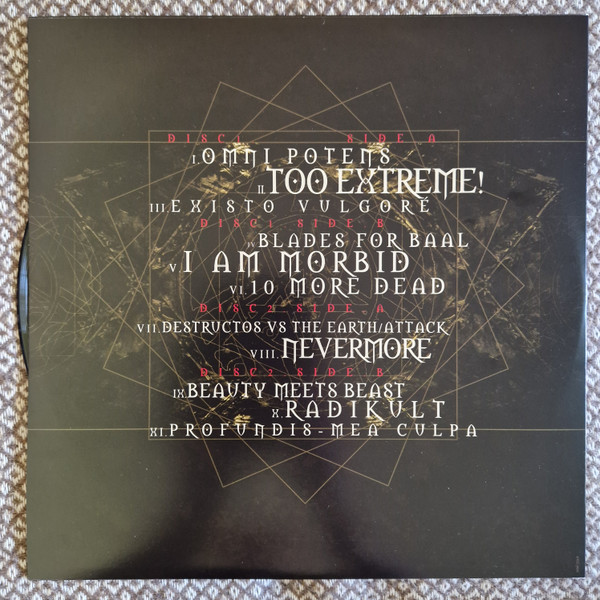 DISC 1 SIDE A
I. OMNI POTENS
II. TOO EXTREME!
III. EXISTO VULGORÉ
DISC 1 SIDE B
IV. BLADES FOR BAAL
V. I AM MORBID
VI. 10 MORE DEAD
DISC 2 SIDE A
VII. DESTRUCTOS VS THE EARTH/ATTACK
VIII. NEVERMORE
DISC 2 SIDE B
IX. BEAUTY MEETS BEAST
X. RADIKULT
XI. PROFUNDIS-MEA CULPA